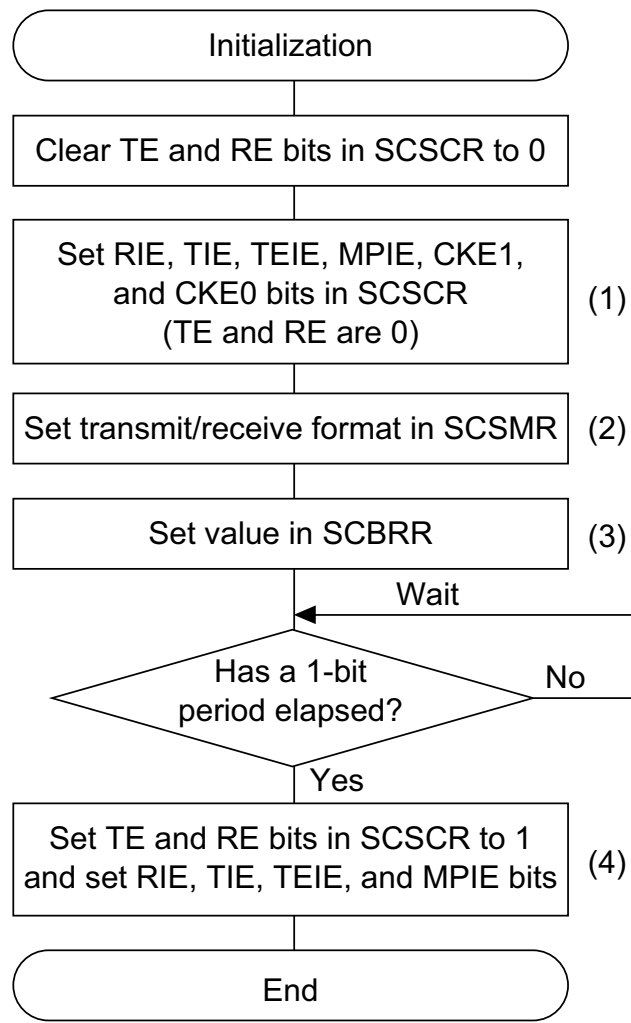 Initialization
Clear TE and RE bits in SCSCR to 0
Set RIE, TIE, TEIE, MPIE, CKE1,
and CKE0 bits in SCSCR
(TE and RE are 0)
(1)
Set transmit/receive format in SCSMR
(2)
Set value in SCBRR
(3)
Wait
Has a 1-bit
period elapsed?
No
Yes
Set TE and RE bits in SCSCR to 1
and set RIE, TIE, TEIE, and MPIE bits
(4)
End